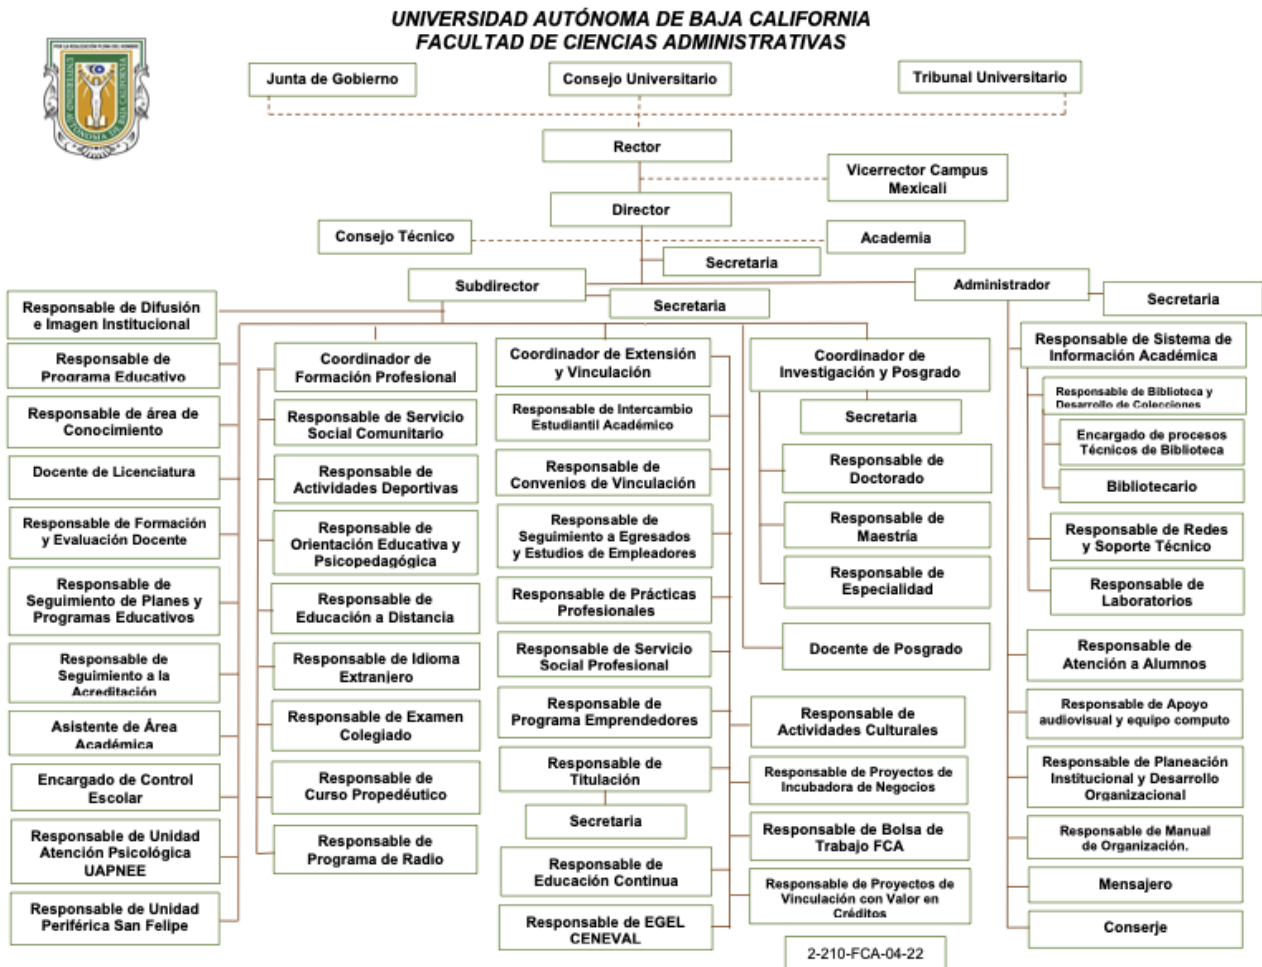 UNIVERSIDAD AUTÓNOMA DE BAJA CALIFORNIA
FACULTAD DE CIENCIAS ADMINISTRATIVAS
POR LA REALIZACIÓN PLENA DEL HOMBRE
UNIVERSIDAD AUTÓNOMA DE BAJA CALIFORNIA
Junta de Gobierno
Consejo Universitario
Tribunal Universitario
Rector
Vicerrector Campus
Mexicali
Director
Consejo Técnico
Academia
Secretaria
Subdirector
Secretaria
Administrador
Secretaria
Responsable de Difusión
e Imagen Institucional
Responsable de
Programa Educativo
Responsable de área de
Conocimiento
Docente de Licenciatura
Responsable de Formación
y Evaluación Docente
Responsable de
Seguimiento de Planes y
Programas Educativos
Responsable de
Seguimiento a la
Acreditación
Asistente de Área
Académica
Encargado de Control
Escolar
Responsable de Unidad
Atención Psicológica
UAPNEE
Responsable de Unidad
Periférica San Felipe
Coordinador de
Formación Profesional
Responsable de Servicio
Social Comunitario
Responsable de
Actividades Deportivas
Responsable de
Orientación Educativa y
Psicopedagógica
Responsable de
Educación a Distancia
Responsable de Idioma
Extranjero
Responsable de Examen
Colegiado
Responsable de
Curso Propedéutico
Responsable de
Programa de Radio
Coordinador de Extensión
y Vinculación
Responsable de Intercambio
Estudiantil Académico
Responsable de
Convenios de Vinculación
Responsable de
Seguimiento a Egresados
y Estudios de Empleadores
Responsable de Prácticas
Profesionales
Responsable de Servicio
Social Profesional
Responsable de
Programa Emprendedores
Responsable de
Titulación
Secretaria
Responsable de
Educación Continua
Responsable de EGEL
CENEVAL
Coordinador de
Investigación y Posgrado
Secretaria
Responsable de
Doctorado
Responsable de
Maestría
Responsable de
Especialidad
Docente de Posgrado
Responsable de
Actividades Culturales
Responsable de Proyectos de
Incubadora de Negocios
Responsable de Bolsa de
Trabajo FCA
Responsable de Proyectos de
Vinculación con Valor en
Créditos
2-210-FCA-04-22
Responsable de Sistema de
Información Académica
Responsable de Biblioteca y
Desarrollo de Colecciones
Encargado de procesos
Técnicos de Biblioteca
Bibliotecario
Responsable de Redes
y Soporte Técnico
Responsable de
Laboratorios
Responsable de
Atención a Alumnos
Responsable de Apoyo
audiovisual y equipo computo
Responsable de Planeación
Institucional y Desarrollo
Organizacional
Responsable de Manual
de Organización.
Mensajero
Conserje